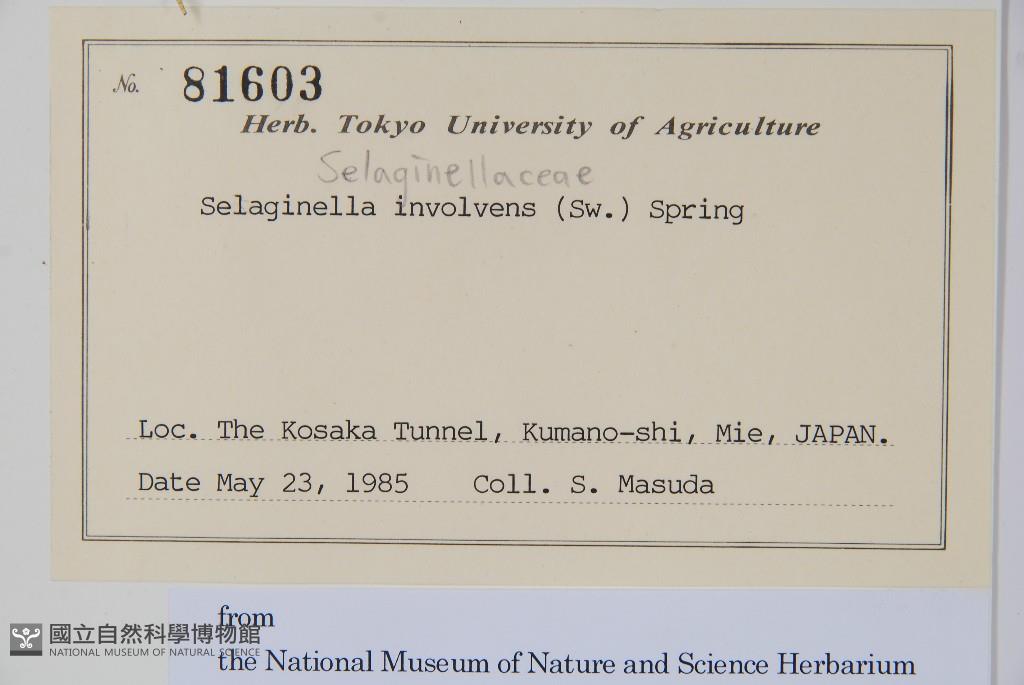 No. 81603
Herb. Tokyo University of Agriculture
Selaginellaceae
Selaginella involvens (Sw.) Spring
Loc. The Kosaka Tunnel, Kumano-shi, Mie, JAPAN.
Date May 23, 1985 Coll. S. Masuda
from
the National Museum of Nature and Science Herbarium
國立自然科學博物館
NATIONAL MUSEUM OF NATURAL SCIENCE